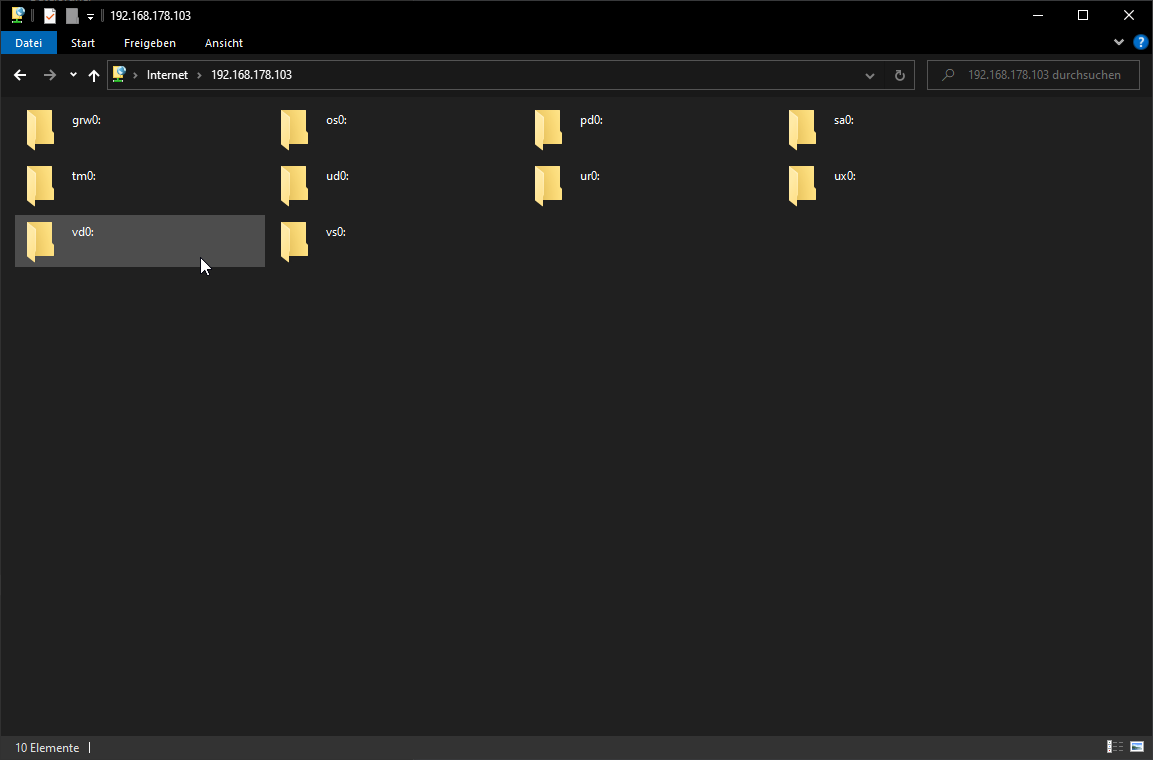 192.168.178.103
Datei Start Freigeben Ansicht
Internet 192.168.178.103 192.168.178.103 durchsuchen
grw0: os0: pd0: sa0:
tm0: ud0: ur0: ux0:
vd0: vs0:
10 Elemente